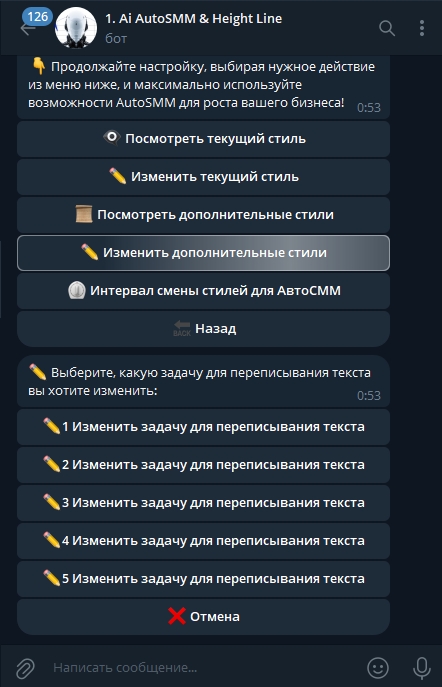 126
1. Ai AutoSMM & Height Line
бот
👇 Продолжайте настройку, выбирая нужное действие
из меню ниже, и максимально используйте
возможности AutoSMM для роста вашего бизнеса!
0:53
Посмотреть текущий стиль
Изменить текущий стиль
Посмотреть дополнительные стили
Изменить дополнительные стили
Интервал смены стилей для АвтоСММ
BACK Назад
Выберите, какую задачу для переписывания текста
вы хотите изменить:
0:53
1 Изменить задачу для переписывания текста
2 Изменить задачу для переписывания текста
3 Изменить задачу для переписывания текста
4 Изменить задачу для переписывания текста
5 Изменить задачу для переписывания текста
Отмена
Написать сообщение...